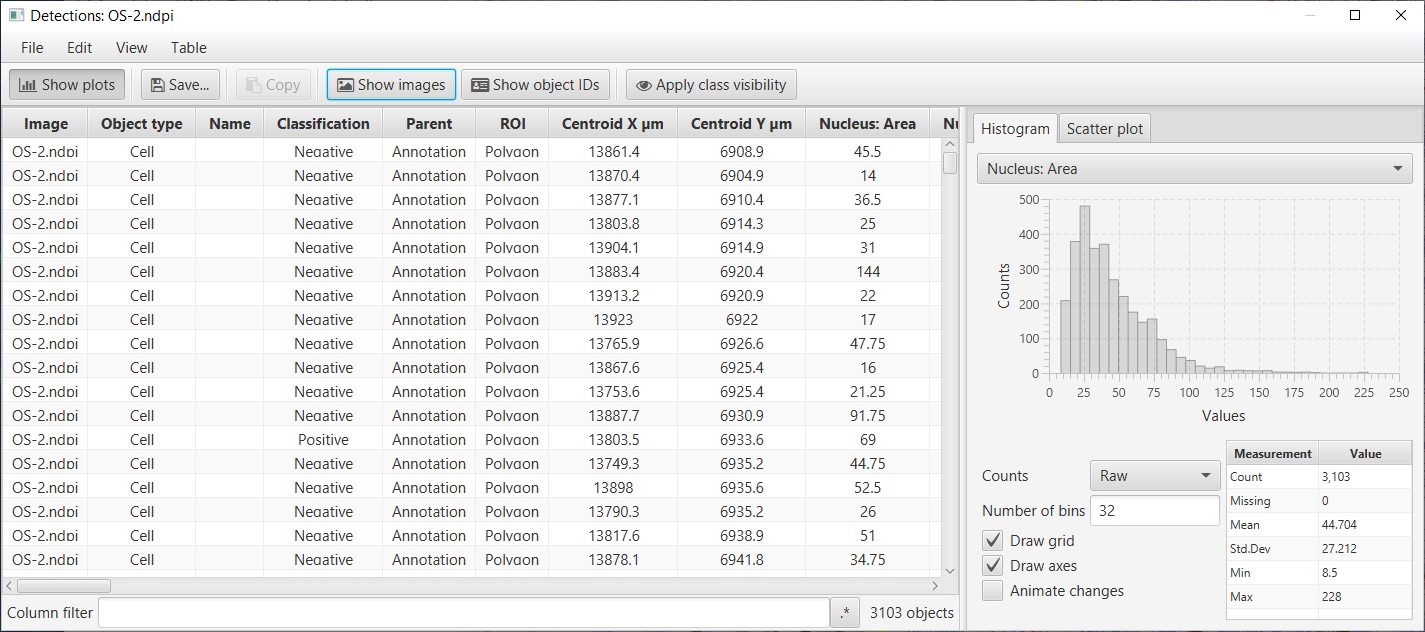 Detections: OS-2.ndpi
File Edit View Table
Show plots Save... Copy Show images Show object IDs Apply class visibility
Image Object type Name Classification Parent ROI Centroid X µm Centroid Y µm Nucleus: Area Nu
OS-2.ndpi Cell Negative Annotation Polygon 13861.4 6908.9 45.5
OS-2.ndpi Cell Negative Annotation Polygon 13870.4 6904.9 14
OS-2.ndpi Cell Negative Annotation Polygon 13877.1 6910.4 36.5
OS-2.ndpi Cell Negative Annotation Polygon 13803.8 6914.3 25
OS-2.ndpi Cell Negative Annotation Polygon 13904.1 6914.9 31
OS-2.ndpi Cell Negative Annotation Polygon 13883.4 6920.4 144
OS-2.ndpi Cell Negative Annotation Polygon 13913.2 6920.9 22
OS-2.ndpi Cell Negative Annotation Polygon 13923 6922 17
OS-2.ndpi Cell Negative Annotation Polygon 13765.9 6926.6 47.75
OS-2.ndpi Cell Negative Annotation Polygon 13867.6 6925.4 16
OS-2.ndpi Cell Negative Annotation Polygon 13753.6 6925.4 21.25
OS-2.ndpi Cell Negative Annotation Polygon 13887.7 6930.9 91.75
OS-2.ndpi Cell Positive Annotation Polygon 13803.5 6933.6 69
OS-2.ndpi Cell Negative Annotation Polygon 13749.3 6935.2 44.75
OS-2.ndpi Cell Negative Annotation Polygon 13898 6935.6 52.5
OS-2.ndpi Cell Negative Annotation Polygon 13790.3 6935.2 26
OS-2.ndpi Cell Negative Annotation Polygon 13817.6 6938.9 51
OS-2.ndpi Cell Negative Annotation Polygon 13878.1 6941.8 34.75
Column filter .* 3103 objects
Histogram Scatter plot
Nucleus: Area
500
400
300
200
100
0
Counts
0 25 50 75 100 125 150 175 200 225 250
Values
Counts Raw
Number of bins 32
Draw grid
Draw axes
Animate changes
Measurement Value
Count 3,103
Missing 0
Mean 44.704
Std.Dev 27.212
Min 8.5
Max 228